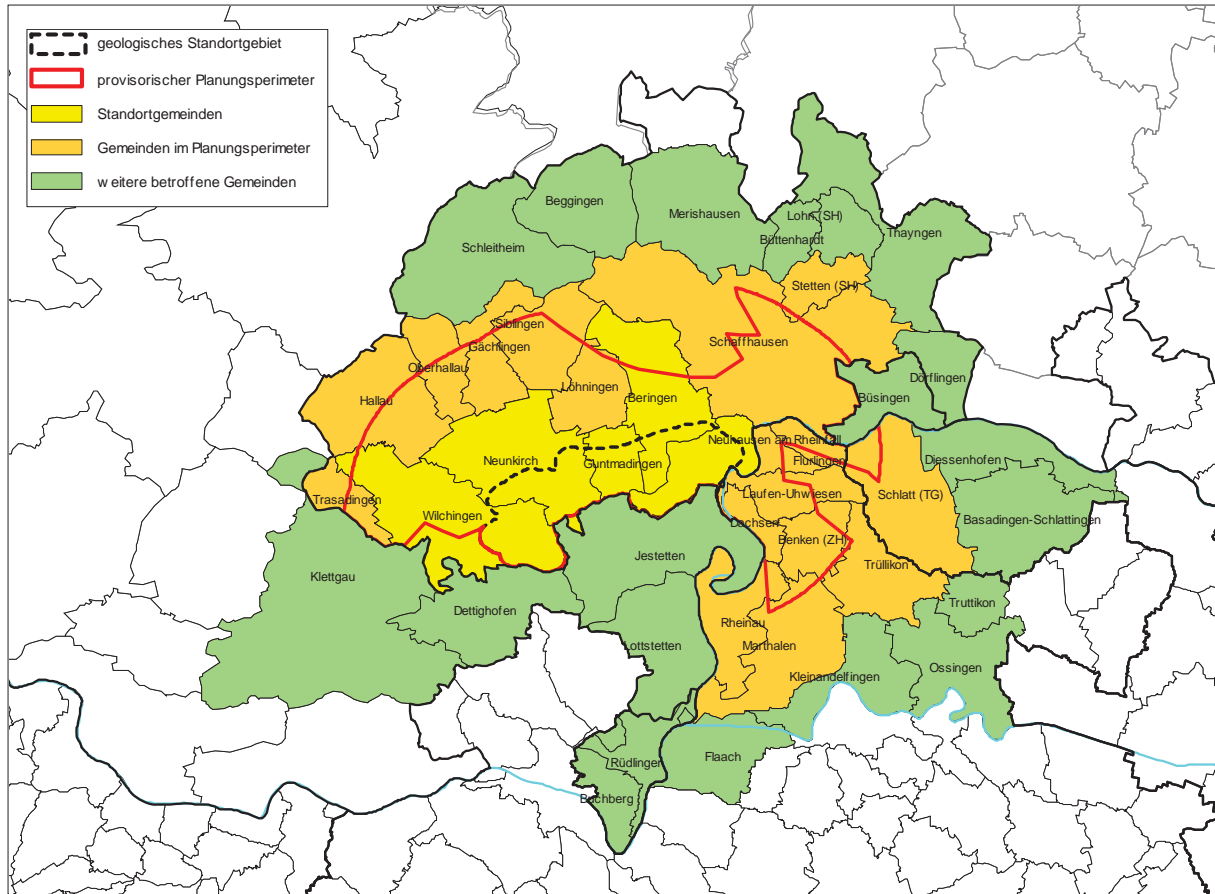 geologisches Standortgebiet
provisorischer Planungsperimeter
Standortgemeinden
Gemeinden im Planungsperimeter
weitere betroffene Gemeinden
Beggingen
Merishausen
Lohn (SH)
Büttenhardt
Thayngen
Schleitheim
Stetten (SH)
Siblingen
Gächlingen
Schaffhausen
Oberhallau
Löhningen
Dörflingen
Hallau
Beringen
Büsingen
Neuhausen am Rheinfall
Neunkirch
Guntmadingen
Flurlingen
Diessenhofen
Trasadingen
Laufen-Uhwiesen
Schlatt (TG)
Wilchingen
Dachsen
Basadingen-Schlattingen
Benken (ZH)
Jestetten
Klettgau
Trüllikon
Dettighofen
Truttikon
Rheinau
Lottstetten
Marthalen
Ossingen
Kleinandelfingen
Flaach
Rüdlingen
Buchberg